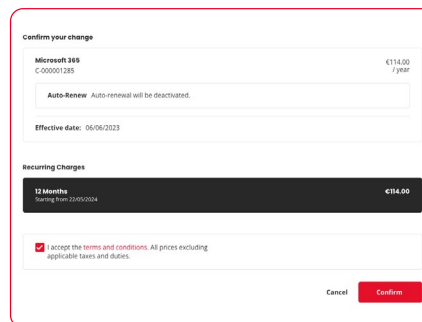 Confirm your change
Microsoft 365
€114.00
C-000001285
/ year
Auto-Renew Auto-renewal will be deactivated.
Effective date: 06/06/2023
Recurring Charges
12 Months
€114.00
Starting from 22/05/2024
I accept the terms and conditions. All prices excluding
applicable taxes and duties.
Cancel
Confirm